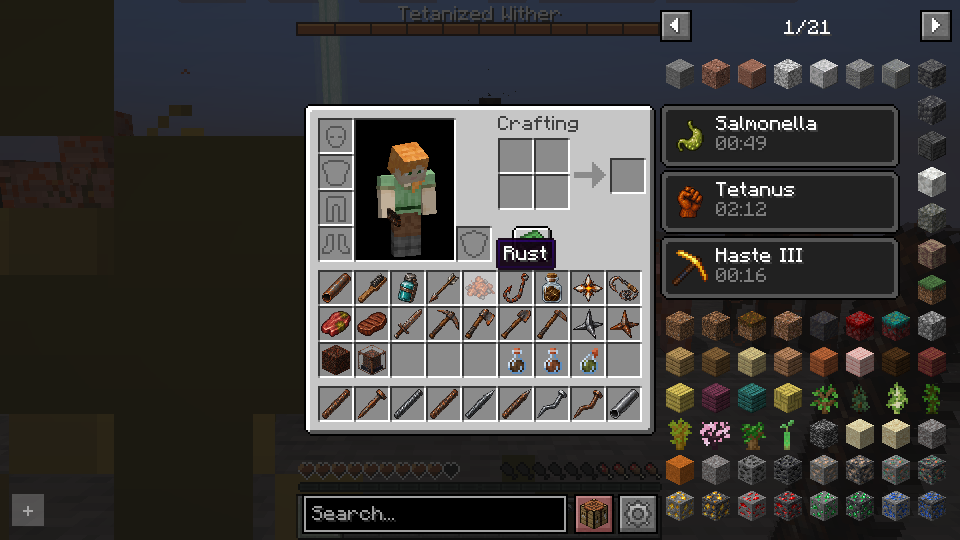 Tetanized Wither
1/21
Crafting
Salmonella
00:49
Tetanus
02:12
Rust
Haste III
00:16
Search...